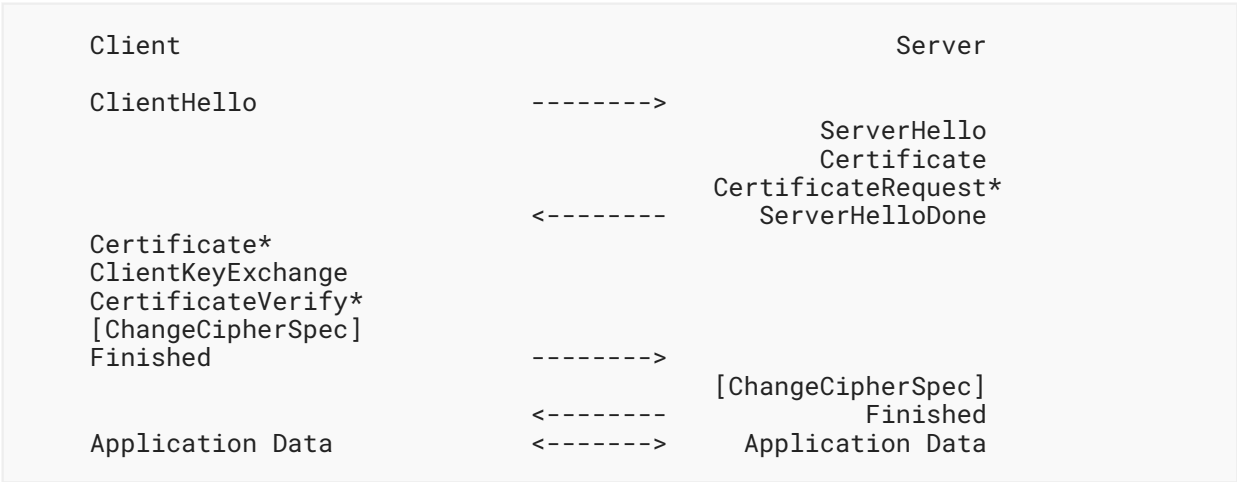 Client Server
ClientHello -------->
ServerHello
Certificate
CertificateRequest*
<-------- ServerHelloDone
Certificate*
ClientKeyExchange
CertificateVerify*
[ChangeCipherSpec]
Finished -------->
[ChangeCipherSpec]
<-------- Finished
Application Data <-------> Application Data